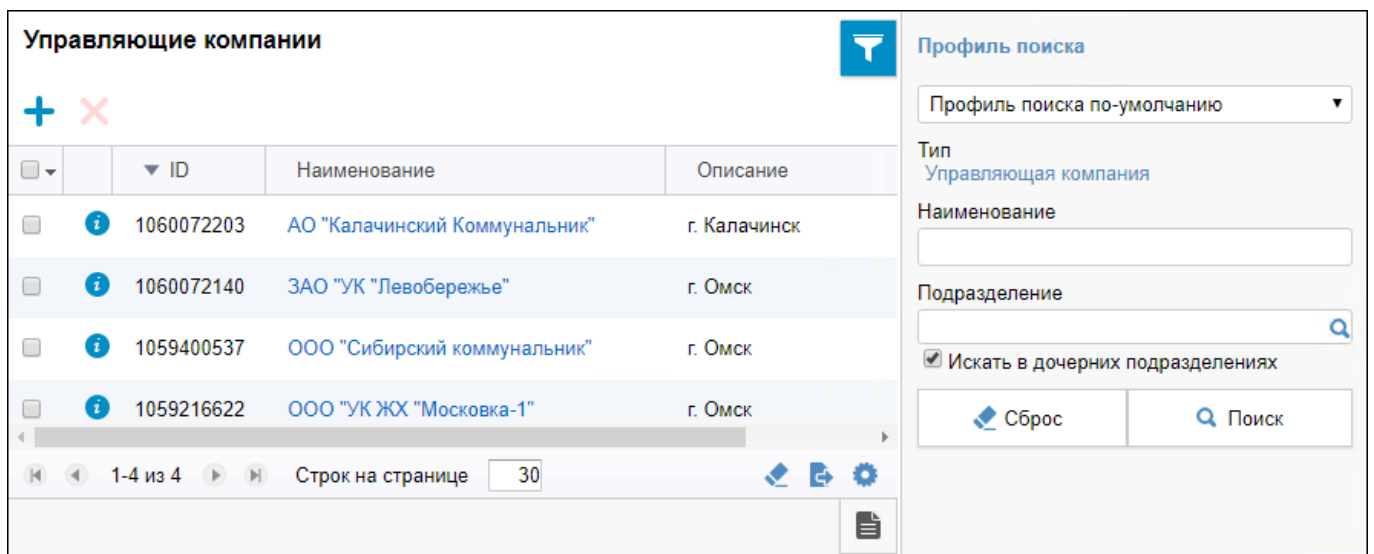 Управляющие компании
ID Наименование Описание
1060072203 АО "Калачинский Коммунальник" г. Калачинск
1060072140 ЗАО "УК "Левобережье" г. Омск
1059400537 ООО "Сибирский коммунальник" г. Омск
1059216622 ООО "УК ЖХ "Московка-1" г. Омск
1-4 из 4 Строк на странице 30
Профиль поиска
Профиль поиска по-умолчанию
Тип
Управляющая компания
Наименование
Подразделение
Искать в дочерних подразделениях
Сброс Поиск